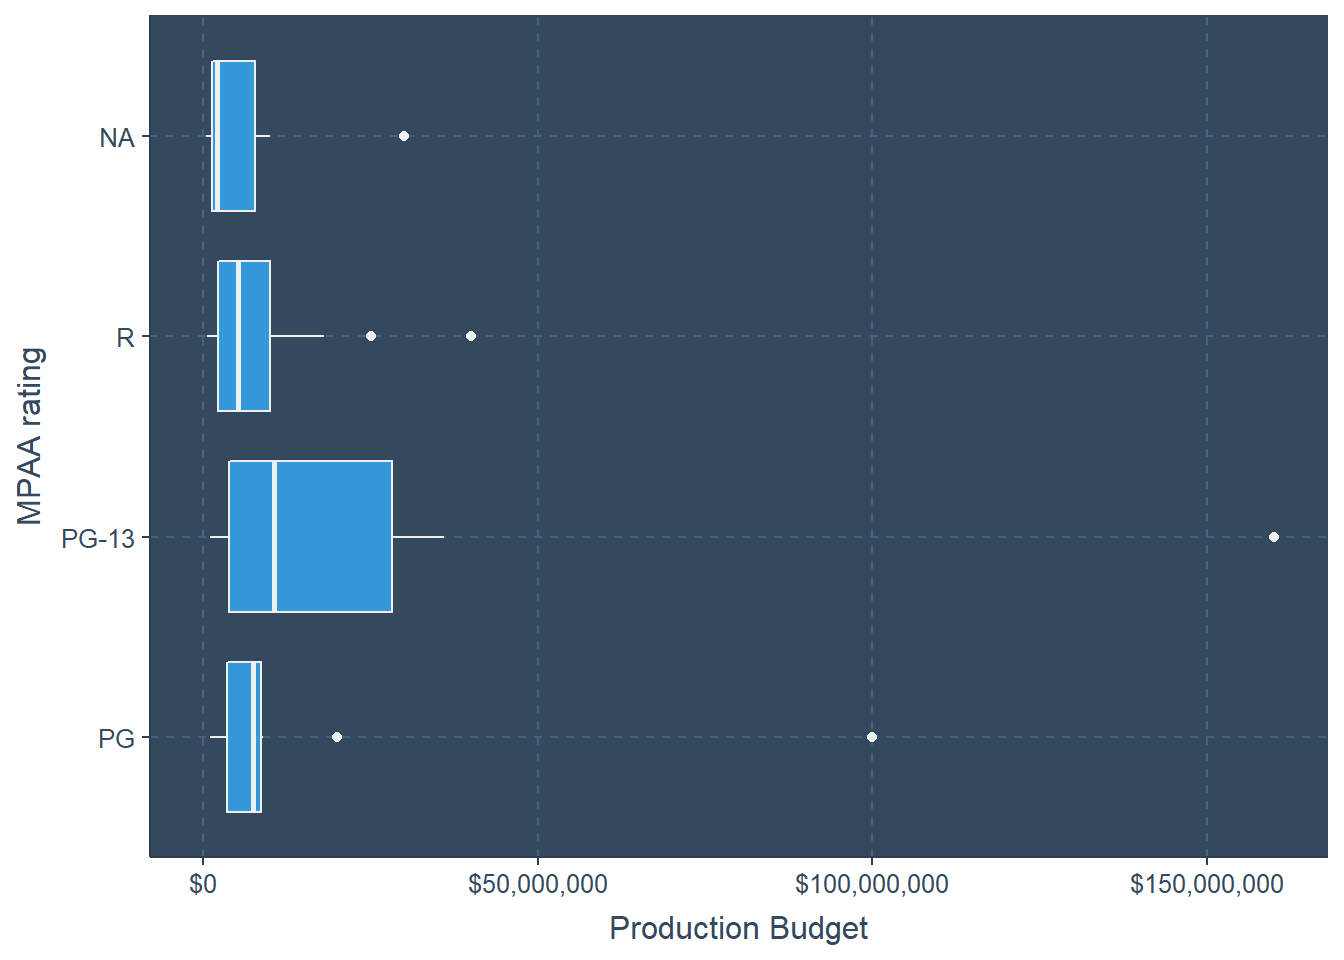 NA
R
PG-13
PG
MPAA rating
$0
$50,000,000
$100,000,000
$150,000,000
Production Budget